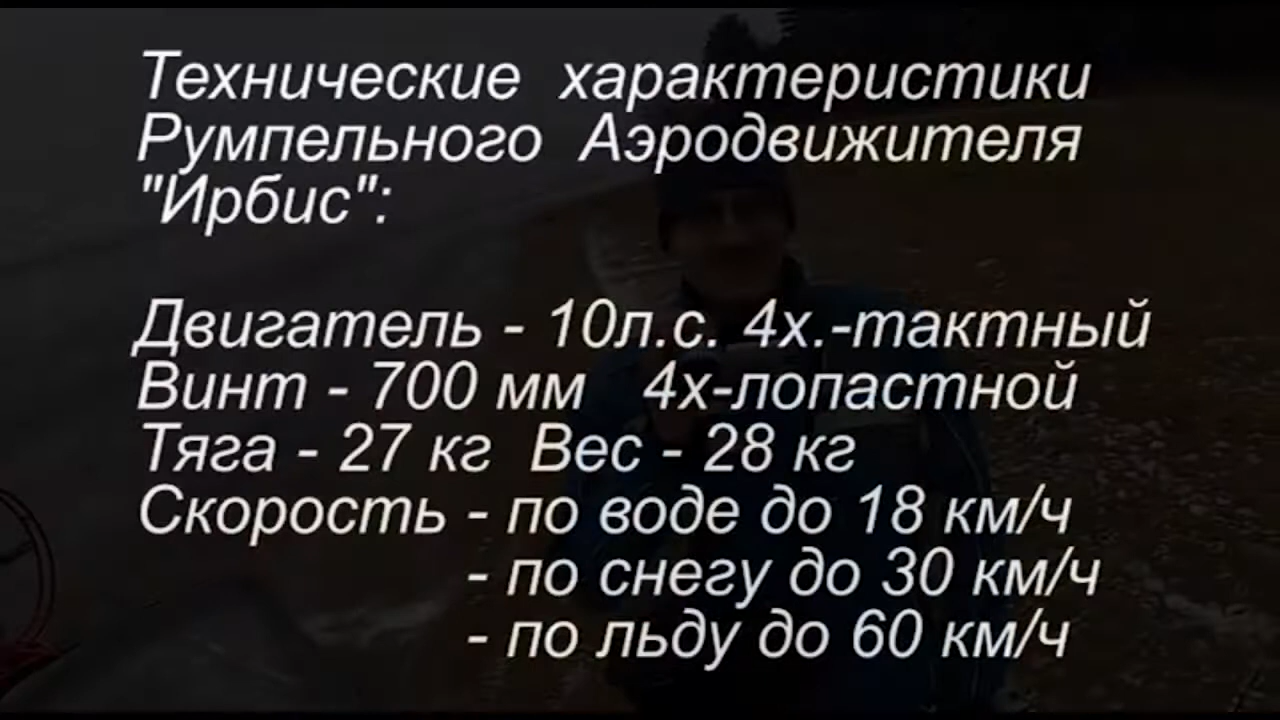 Технические характеристики
Румпельного Аэродвижителя
"Ирбис":
Двигатель - 10л.с. 4х.-тактный
Винт - 700 мм 4х-лопастной
Тяга - 27 кг Вес - 28 кг
Скорость - по воде до 18 км/ч
- по снегу до 30 км/ч
- по льду до 60 км/ч